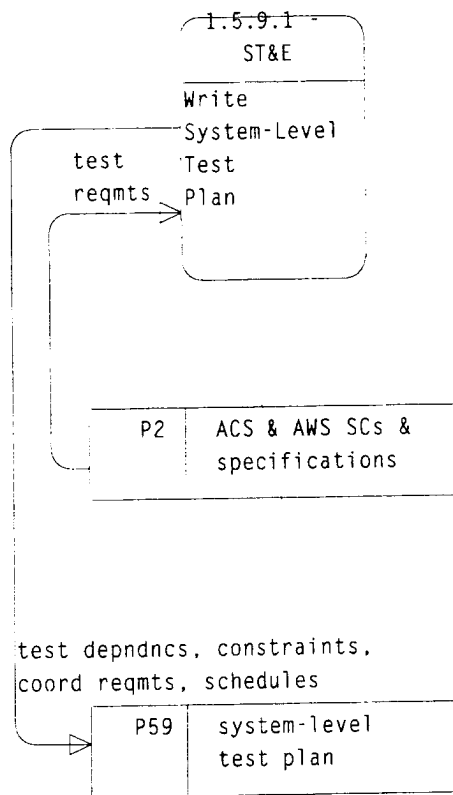 1.5.9.1 -
ST&E
Write
System-Level
Test
Plan
test
reqmts
P2
ACS & AWS SCs &
specifications
test depndncs, constraints,
coord reqmts, schedules
P59
system-level
test plan